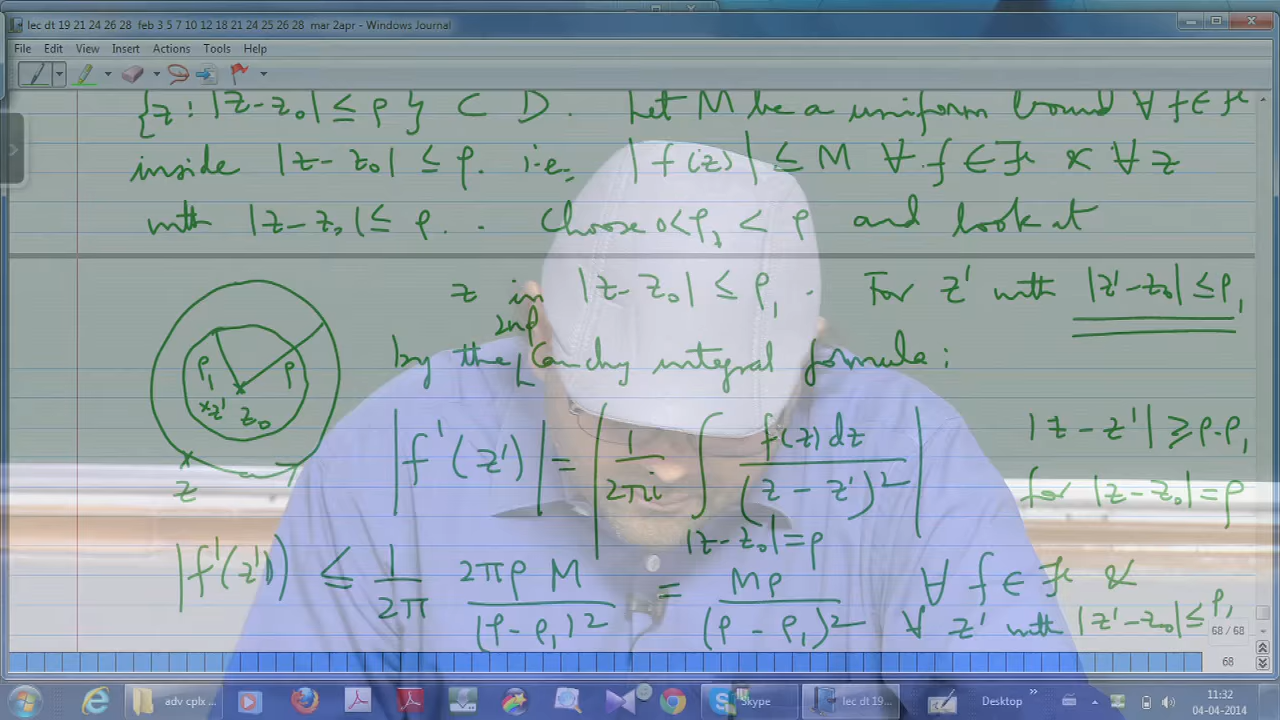 lec dt 19 21 24 26 28 feb 3 5 7 10 12 18 21 24 25 26 28 mar 2apr - Windows Journal
File Edit View Insert Actions Tools Help
{z : |z - z₀| ≤ ρ} ⊂ D. Let M be a uniform bound ∀ f ∈ ℱ
inside |z - z₀| ≤ ρ. i.e., |f(z)| ≤ M ∀ f ∈ ℱ & ∀ z
with |z - z₀| ≤ ρ. Choose 0 < ρ₁ < ρ and look at
z in |z - z₀| ≤ ρ₁. For z' with |z' - z₀| ≤ ρ₁
by the 2nd Cauchy integral formula:
ρ₁ ρ z' z₀ z
|f'(z')| = |1/2πi ∫_{|z - z₀| = ρ} f(z) dz / (z - z')²|
|z - z'| ≥ ρ - ρ₁
for |z - z₀| = ρ
|f'(z')| ≤ 1/2π 2πρ M / (ρ - ρ₁)² = Mρ / (ρ - ρ₁)² ∀ f ∈ ℱ &
∀ z' with |z' - z₀| ≤ ρ₁
68 / 68
68
adv cplx ... Skype lec dt 19... Desktop 11:32
04-04-2014